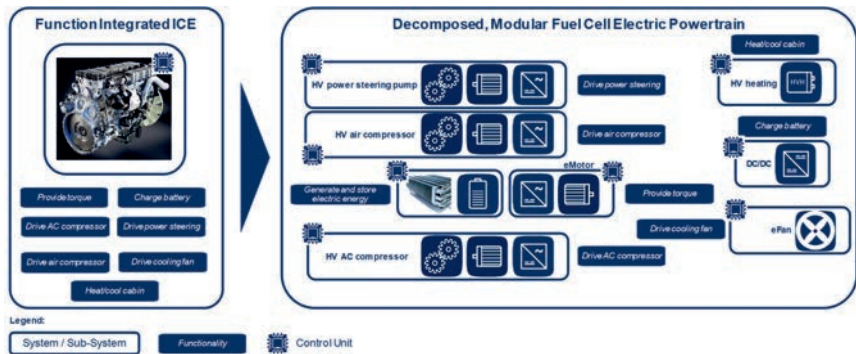 Function Integrated ICE
Provide torque
Charge battery
Drive AC compressor
Drive power steering
Drive air compressor
Drive cooling fan
Heat/cool cabin
Decomposed, Modular Fuel Cell Electric Powertrain
HV power steering pump
Drive power steering
HV air compressor
Drive air compressor
Generate and store
electric energy
eMotor
Provide torque
HV AC compressor
Drive AC compressor
Heat/cool cabin
HV heating
HVH
Charge battery
DC/DC
Drive cooling fan
eFan
Legend:
System / Sub-System
Functionality
Control Unit